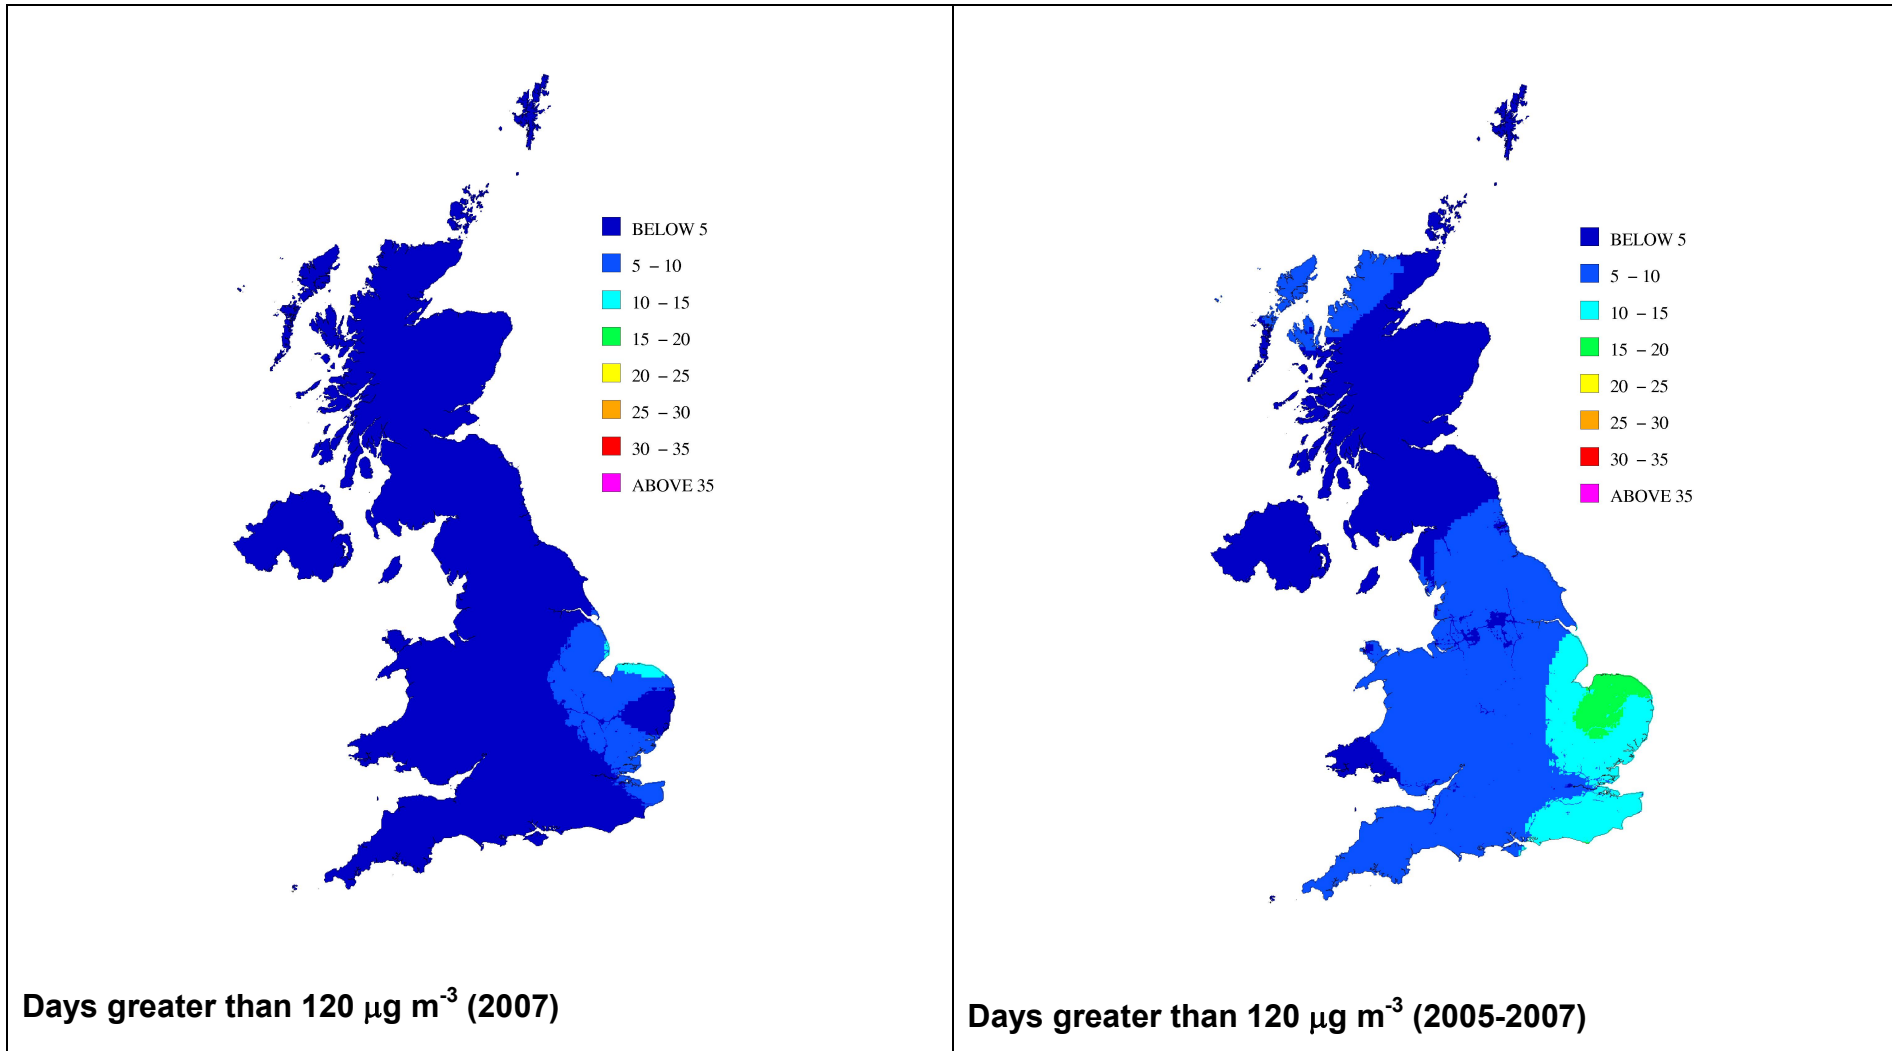 BELOW 5
5 – 10
10 – 15
15 – 20
20 – 25
25 – 30
30 – 35
ABOVE 35
Days greater than 120 μg m⁻³ (2007)
BELOW 5
5 – 10
10 – 15
15 – 20
20 – 25
25 – 30
30 – 35
ABOVE 35
Days greater than 120 μg m⁻³ (2005-2007)